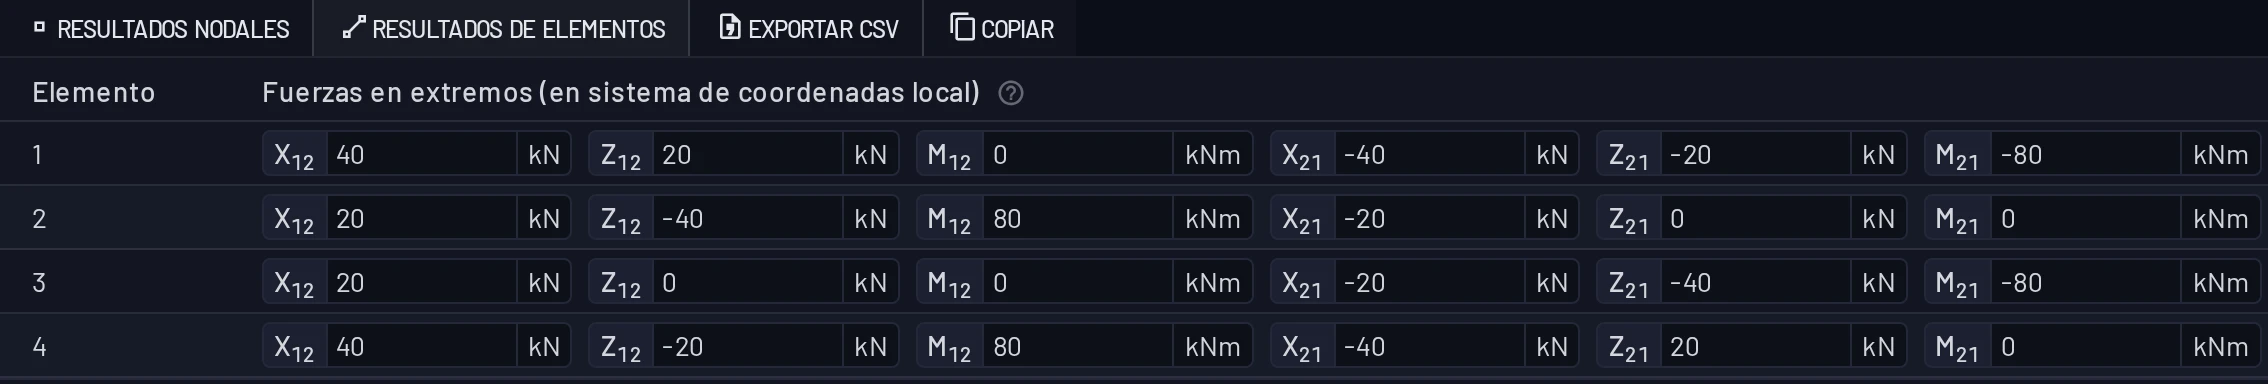 RESULTADOS NODALES RESULTADOS DE ELEMENTOS EXPORTAR CSV COPIAR
Elemento Fuerzas en extremos (en sistema de coordenadas local) ?
1 X12 40 kN Z12 20 kN M12 0 kNm X21 -40 kN Z21 -20 kN M21 -80 kNm
2 X12 20 kN Z12 -40 kN M12 80 kNm X21 -20 kN Z21 0 kN M21 0 kNm
3 X12 20 kN Z12 0 kN M12 0 kNm X21 -20 kN Z21 -40 kN M21 -80 kNm
4 X12 40 kN Z12 -20 kN M12 80 kNm X21 -40 kN Z21 20 kN M21 0 kNm